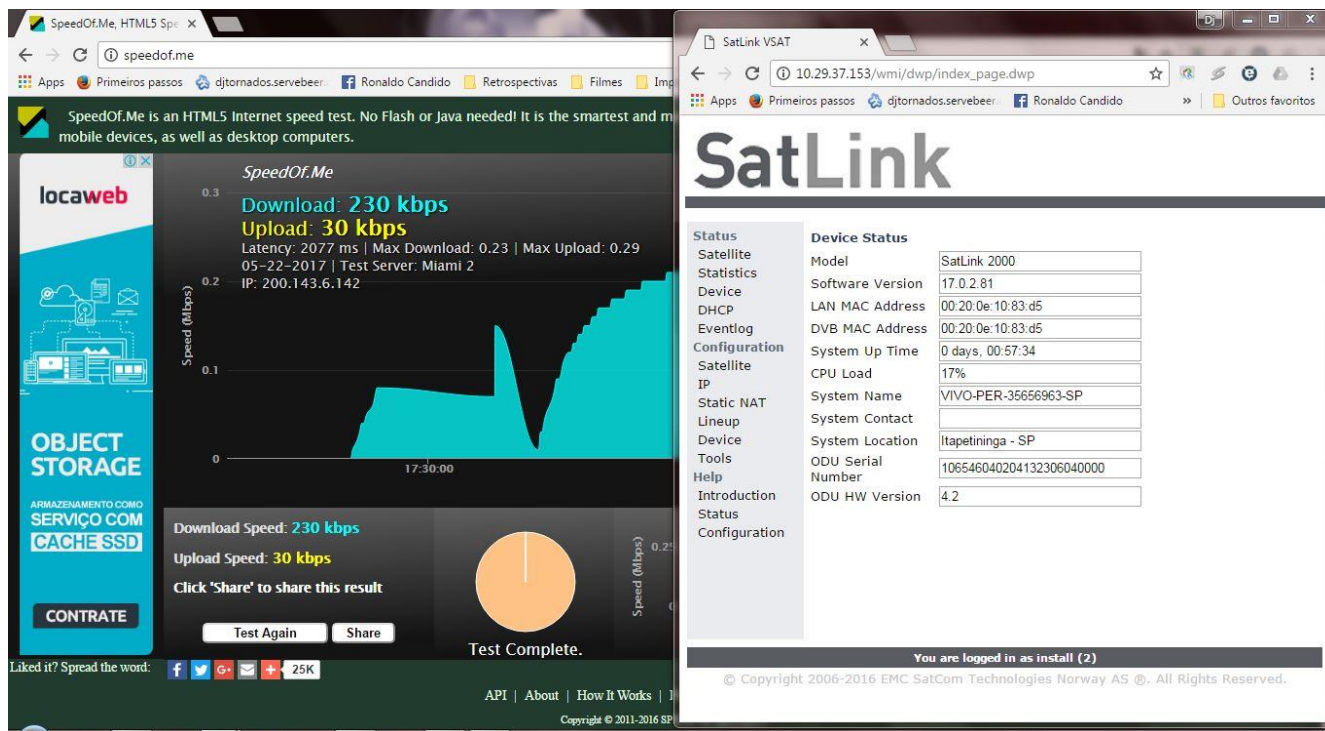 SpeedOf.Me, HTML5 Spe
speedof.me
Apps Primeiros passos djtornados.servebeer. Ronaldo Candido Retrospectivas Filmes Imp
SpeedOf.Me is an HTML5 Internet speed test. No Flash or Java needed! It is the smartest and m
mobile devices, as well as desktop computers.
locaweb
OBJECT
STORAGE
ARMAZENAMENTO COMO
SERVIÇO COM
CACHE SSD
CONTRATE
SpeedOf.Me
Download: 230 kbps
Upload: 30 kbps
Latency: 2077 ms | Max Download: 0.23 | Max Upload: 0.29
05-22-2017 | Test Server: Miami 2
IP: 200.143.6.142
0.3
0.2
0.1
0
Speed (Mbps)
17:30:00
Download Speed: 230 kbps
Upload Speed: 30 kbps
Click 'Share' to share this result
Test Again Share
Test Complete.
Speed (Mbps)
0.25
Liked it? Spread the word: 25K
API | About | How It Works |
Copyright © 2011-2016 SP
Dj
SatLink VSAT
10.29.37.153/wmi/dwp/index_page.dwp
Apps Primeiros passos djtornados.servebeer. Ronaldo Candido » Outros favoritos
SatLink
Status
Satellite
Statistics
Device
DHCP
Eventlog
Configuration
Satellite
IP
Static NAT
Lineup
Device
Tools
Help
Introduction
Status
Configuration
Device Status
Model SatLink 2000
Software Version 17.0.2.81
LAN MAC Address 00:20:0e:10:83:d5
DVB MAC Address 00:20:0e:10:83:d5
System Up Time 0 days, 00:57:34
CPU Load 17%
System Name VIVO-PER-35656963-SP
System Contact
System Location Itapetininga - SP
ODU Serial
Number 106546040204132306040000
ODU HW Version 4.2
You are logged in as install (2)
© Copyright 2006-2016 EMC SatCom Technologies Norway AS ®. All Rights Reserved.